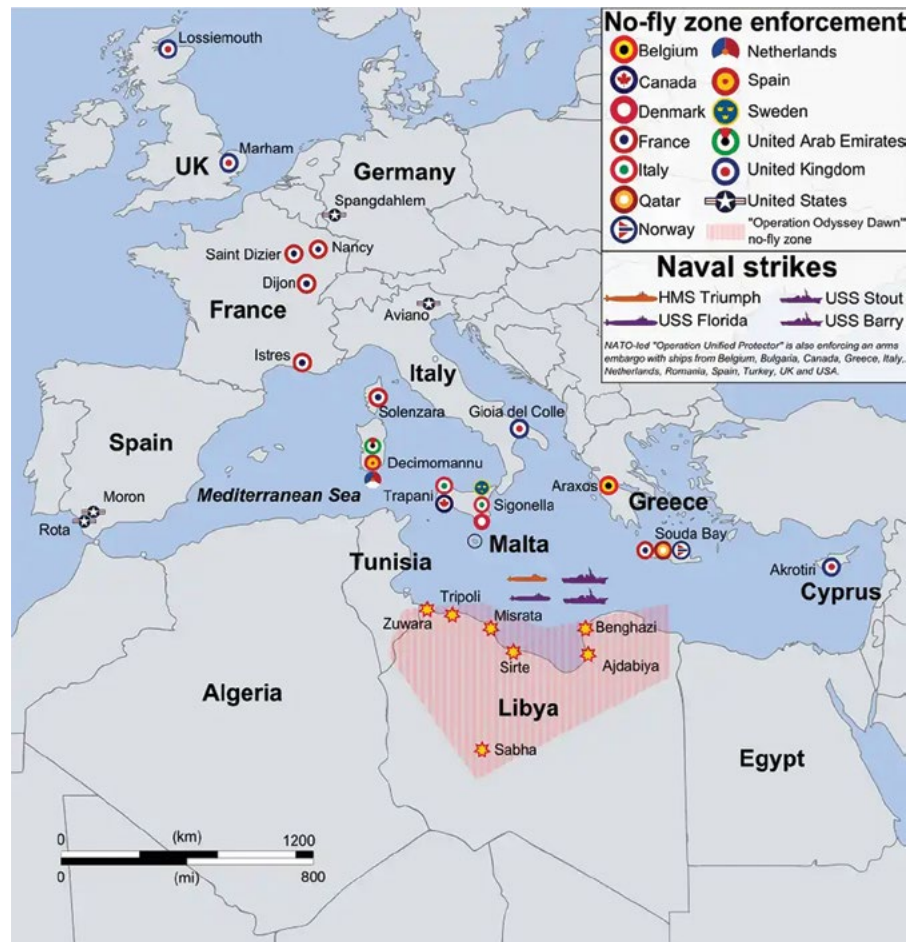 No-fly zone enforcement
Belgium
Netherlands
Canada
Spain
Denmark
Sweden
France
United Arab Emirates
Italy
United Kingdom
Qatar
United States
Norway
"Operation Odyssey Dawn"
no-fly zone
Naval strikes
HMS Triumph
USS Stout
USS Florida
USS Barry
NATO-led "Operation Unified Protector" is also enforcing an arms
embargo with ships from Belgium, Bulgaria, Canada, Greece, Italy,
Netherlands, Romania, Spain, Turkey, UK and USA.
Lossiemouth
Marham
UK
Germany
Spangdahlem
Saint Dizier
Nancy
Dijon
France
Aviano
Istres
Italy
Solenzara
Gioia del Colle
Spain
Decimomannu
Moron
Mediterranean Sea
Trapani
Sigonella
Araxos
Greece
Rota
Souda Bay
Malta
Tunisia
Akrotiri
Cyprus
Tripoli
Zuwara
Misrata
Benghazi
Sirte
Ajdabiya
Algeria
Libya
Sabha
Egypt
0 (km) 1200
0 (mi) 800